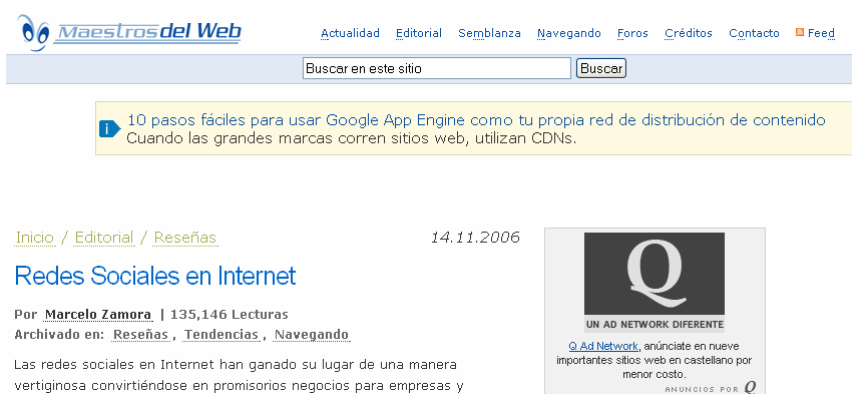 Maestros del Web
Actualidad Editorial Semblanza Navegando Foros Créditos Contacto Feed
Buscar en este sitio Buscar
10 pasos fáciles para usar Google App Engine como tu propia red de distribución de contenido
Cuando las grandes marcas corren sitios web, utilizan CDNs.
Inicio / Editorial / Reseñas 14.11.2006
Redes Sociales en Internet
Por Marcelo Zamora | 135,146 Lecturas
Archivado en: Reseñas, Tendencias, Navegando
Las redes sociales en Internet han ganado su lugar de una manera
vertiginosa convirtiéndose en promisorios negocios para empresas y
Q
UN AD NETWORK DIFERENTE
Q Ad Network, anúnciate en nueve
importantes sitios web en castellano por
menor costo.
ANUNCIOS POR Q